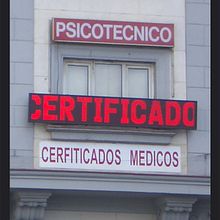 PSICOTECNICO
CERTIFICADO
CERFITICADOS MEDICOS